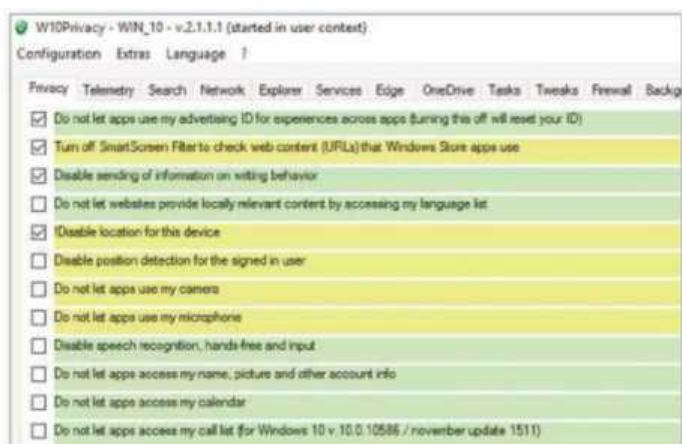 W10Privacy - WIN_10 - v.2.1.1.1 (started in user context)
Configuration Extras Language ?
Privacy Telemetry Search Network Explorer Services Edge OneDrive Tasks Tweaks Firewall Backg
Do not let apps use my advertising ID for experiences across apps (turning this off will reset your ID)
Turn off SmartScreen Filter to check web content (URLs) that Windows Store apps use
Disable sending of information on writing behavior
Do not let websites provide locally relevant content by accessing my language list
!Disable location for this device
Disable position detection for the signed in user
Do not let apps use my camera
Do not let apps use my microphone
Disable speech recognition, hands-free and input
Do not let apps access my name, picture and other account info
Do not let apps access my calendar
Do not let apps access my call list (for Windows 10 v.10.0.10586 / november update 1511)